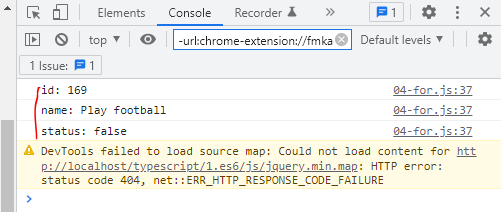 Elements Console Recorder 1
top -url:chrome-extension://fmka Default levels
1 Issue: 1
id: 169 04-for.js:37
name: Play football 04-for.js:37
status: false 04-for.js:37
DevTools failed to load source map: Could not load content for htt
p://localhost/typescript/1.es6/js/jquery.min.map: HTTP error:
status code 404, net::ERR_HTTP_RESPONSE_CODE_FAILURE